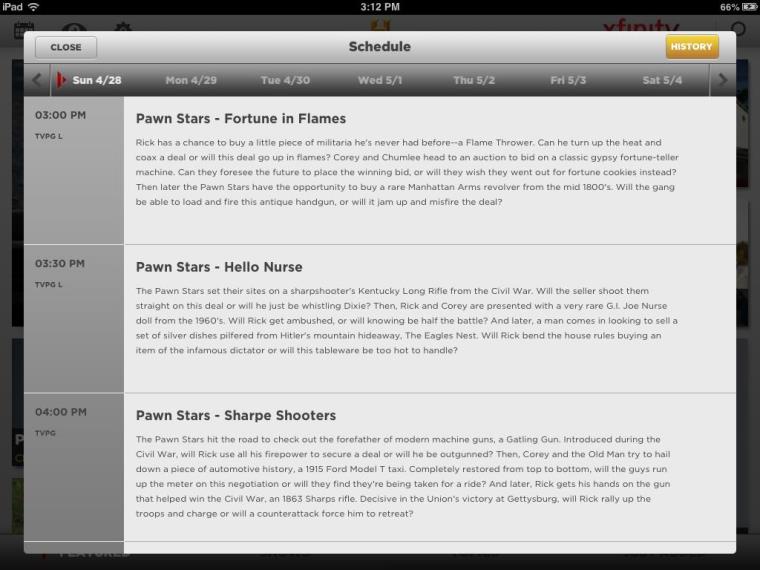 iPad 3:12 PM 66%
xfinity
CLOSE Schedule HISTORY
Sun 4/28 Mon 4/29 Tue 4/30 Wed 5/1 Thu 5/2 Fri 5/3 Sat 5/4
03:00 PM
TVPG L
Pawn Stars - Fortune in Flames
Rick has a chance to buy a little piece of militaria he's never had before--a Flame Thrower. Can he turn up the heat and
coax a deal or will this deal go up in flames? Corey and Chumlee head to an auction to bid on a classic gypsy fortune-teller
machine. Can they foresee the future to place the winning bid, or will they wish they went out for fortune cookies instead?
Then later the Pawn Stars have the opportunity to buy a rare Manhattan Arms revolver from the mid 1800's. Will the gang
be able to load and fire this antique handgun, or will it jam up and misfire the deal?
03:30 PM
TVPG L
Pawn Stars - Hello Nurse
The Pawn Stars set their sites on a sharpshooter's Kentucky Long Rifle from the Civil War. Will the seller shoot them
straight on this deal or will he just be whistling Dixie? Then, Rick and Corey are presented with a very rare G.I. Joe Nurse
doll from the 1960's. Will Rick get ambushed, or will knowing be half the battle? And later, a man comes in looking to sell a
set of silver dishes pilfered from Hitler's mountain hideaway, The Eagles Nest. Will Rick bend the house rules buying an
item of the infamous dictator or will this tableware be too hot to handle?
04:00 PM
TVPG
Pawn Stars - Sharpe Shooters
The Pawn Stars hit the road to check out the forefather of modern machine guns, a Gatling Gun. Introduced during the
Civil War, will Rick use all his firepower to secure a deal or will he be outgunned? Then, Corey and the Old Man try to hail
down a piece of automotive history, a 1915 Ford Model T taxi. Completely restored from top to bottom, will the guys run
up the meter on this negotiation or will they find they're being taken for a ride? And later, Rick gets his hands on the gun
that helped win the Civil War, an 1863 Sharps rifle. Decisive in the Union's victory at Gettysburg, will Rick rally up the
troops and charge or will a counterattack force him to retreat?
FEATURED